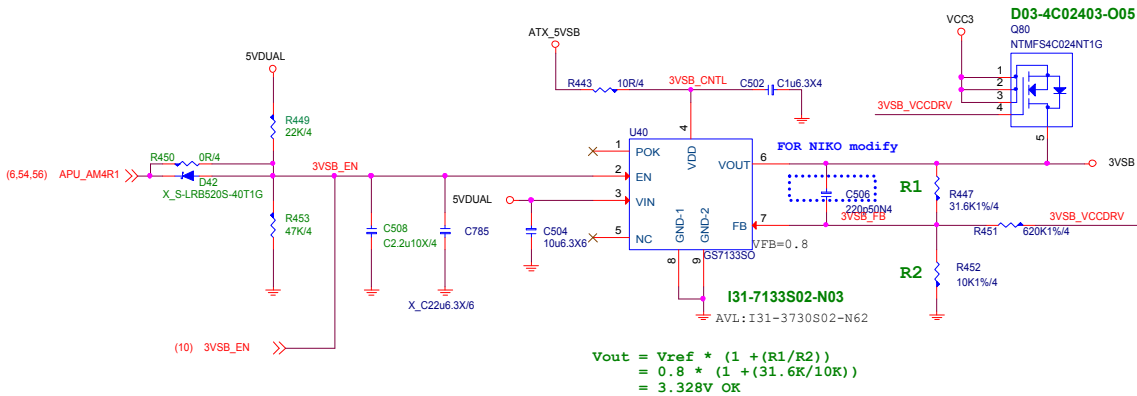 D03-4C02403-O05
VCC3
Q80
NTMFS4C024NT1G
1
2
3
4
5
3VSB_VCCDRV
ATX_5VSB
5VDUAL
R443
10R/4
3VSB_CNTL
C502
C1u6.3X4
R449
22K/4
U40
4
1
POK
VDD
FOR NIKO modify
R450
0R/4
(6,54,56) APU_AM4R1
3VSB_EN
2
EN
VOUT
6
3VSB
D42
X_S-LRB520S-40T1G
3
VIN
5VDUAL
C506
220p50N4
R1
R447
31.6K1%/4
R453
47K/4
C508
C2.2u10X/4
C785
X_C22u6.3X/6
C504
10u6.3X6
5
NC
GND-1
GND-2
FB
7
3VSB_FB
3VSB_VCCDRV
R451
620K1%/4
VFB=0.8
GS7133SO
8
9
R2
R452
10K1%/4
I31-7133S02-N03
AVL:I31-3730S02-N62
(10) 3VSB_EN
Vout = Vref * (1 +(R1/R2))
= 0.8 * (1 +(31.6K/10K))
= 3.328V OK